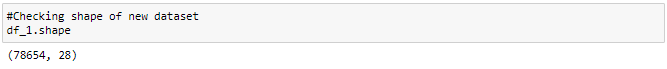 #Checking shape of new dataset
df_1.shape
(78654, 28)